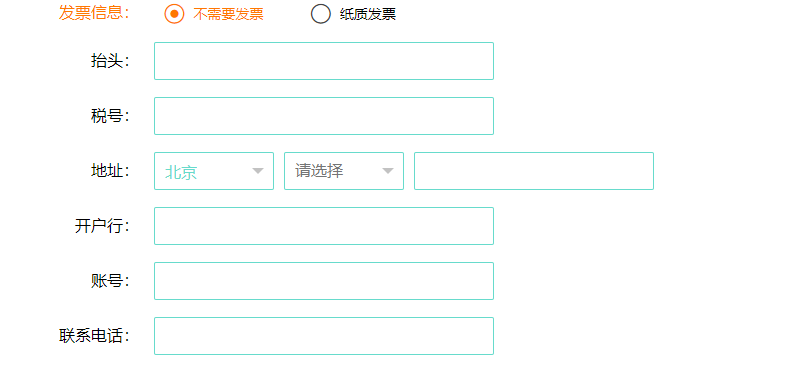 发票信息： 不需要发票 纸质发票
抬头：
税号：
地址： 北京 请选择
开户行：
账号：
联系电话：